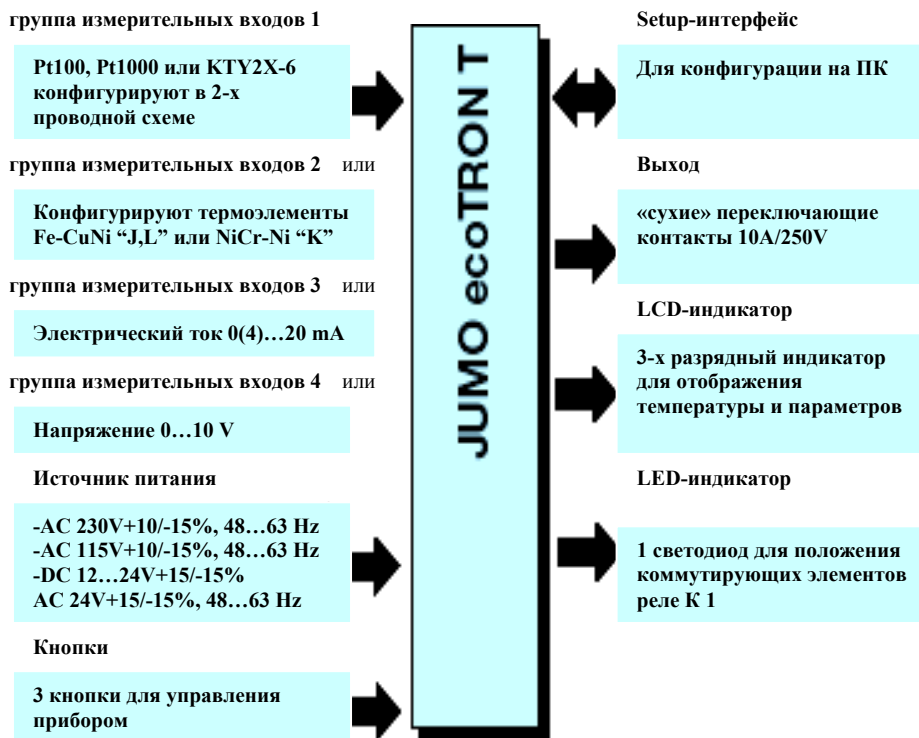 группа измерительных входов 1
Pt100, Pt1000 или KTY2X-6
конфигурируют в 2-х
проводной схеме
группа измерительных входов 2 или
Конфигурируют термоэлементы
Fe-CuNi “J,L” или NiCr-Ni “K”
группа измерительных входов 3 или
Электрический ток 0(4)…20 mA
группа измерительных входов 4 или
Напряжение 0…10 V
Источник питания
-AC 230V+10/-15%, 48…63 Hz
-AC 115V+10/-15%, 48…63 Hz
-DC 12…24V+15/-15%
AC 24V+15/-15%, 48…63 Hz
Кнопки
3 кнопки для управления
прибором
JUMO ecoTRON T
Setup-интерфейс
Для конфигурации на ПК
Выход
«сухие» переключающие
контакты 10A/250V
LCD-индикатор
3-х разрядный индикатор
для отображения
температуры и параметров
LED-индикатор
1 светодиод для положения
коммутирующих элементов
реле К 1